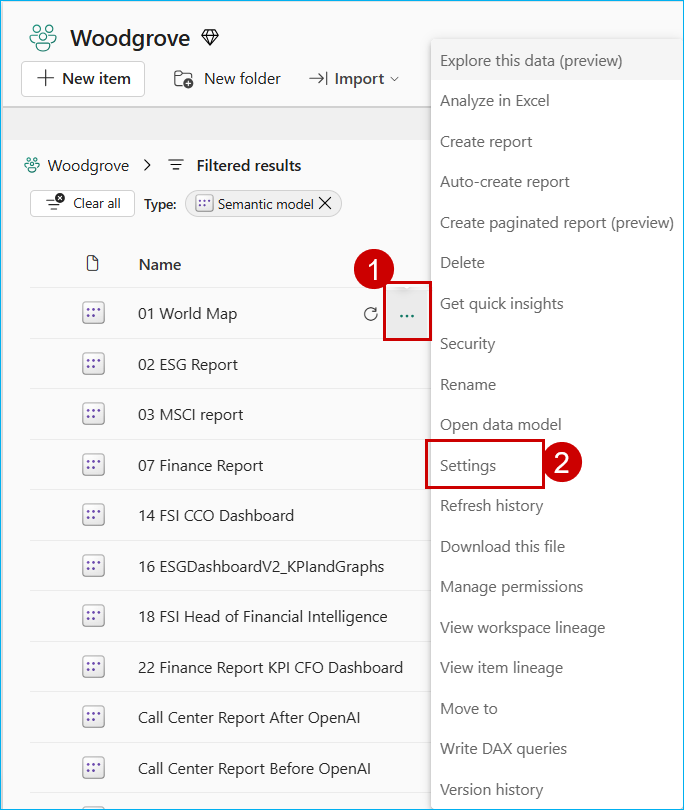 Woodgrove
New item
New folder
Import
Woodgrove > Filtered results
Clear all
Type:
Semantic model
Name
1
01 World Map
...
02 ESG Report
03 MSCI report
07 Finance Report
14 FSI CCO Dashboard
16 ESGDashboardV2_KPIandGraphs
18 FSI Head of Financial Intelligence
22 Finance Report KPI CFO Dashboard
Call Center Report After OpenAI
Call Center Report Before OpenAI
Explore this data (preview)
Analyze in Excel
Create report
Auto-create report
Create paginated report (preview)
Delete
Get quick insights
Security
Rename
Open data model
Settings
2
Refresh history
Download this file
Manage permissions
View workspace lineage
View item lineage
Move to
Write DAX queries
Version history